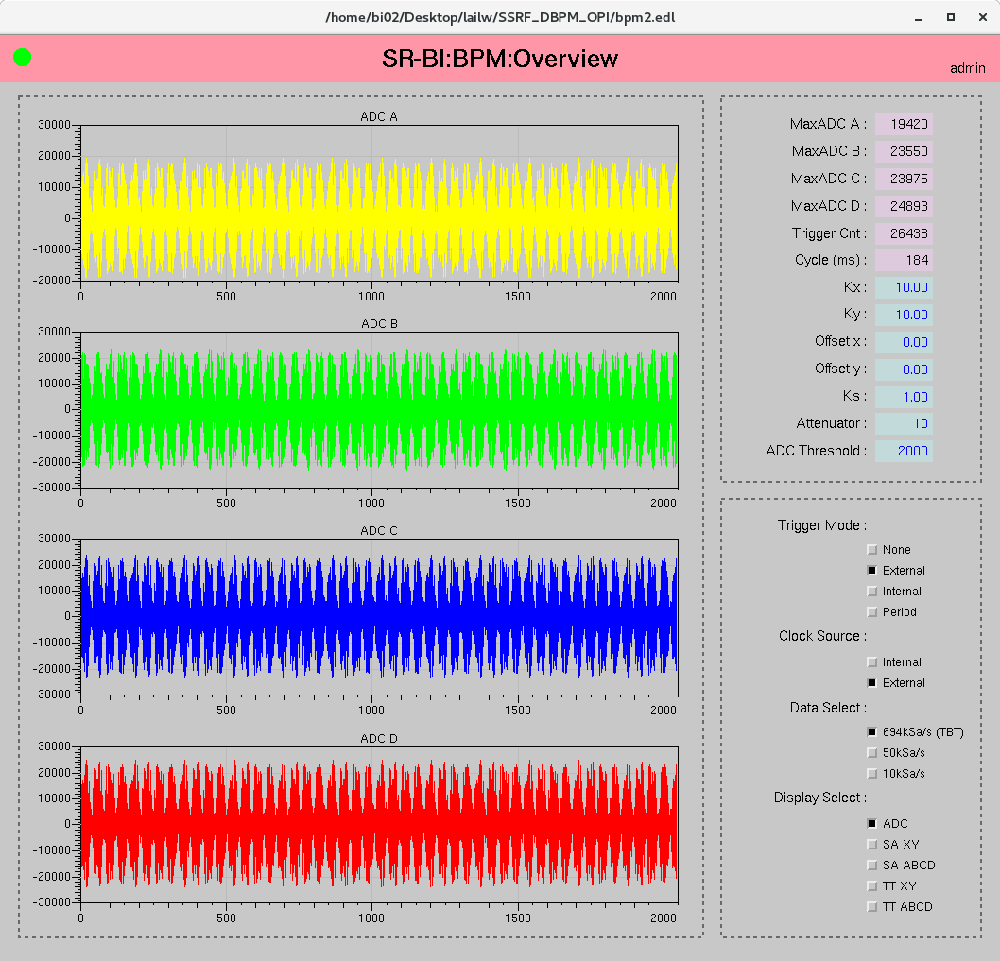 /home/bi02/Desktop/lailw/SSRF_DBPM_OPI/bpm2.edl
SR-BI:BPM:Overview
admin
ADC A
30000
20000
10000
0
-10000
-20000
0 500 1000 1500 2000
ADC B
30000
20000
10000
0
-10000
-20000
-30000
0 500 1000 1500 2000
ADC C
30000
20000
10000
0
-10000
-20000
-30000
0 500 1000 1500 2000
ADC D
30000
20000
10000
0
-10000
-20000
-30000
0 500 1000 1500 2000
MaxADC A : 19420
MaxADC B : 23550
MaxADC C : 23975
MaxADC D : 24893
Trigger Cnt : 26438
Cycle (ms) : 184
Kx : 10.00
Ky : 10.00
Offset x : 0.00
Offset y : 0.00
Ks : 1.00
Attenuator : 10
ADC Threshold : 2000
Trigger Mode :
None
External
Internal
Period
Clock Source :
Internal
External
Data Select :
694kSa/s (TBT)
50kSa/s
10kSa/s
Display Select :
ADC
SA XY
SA ABCD
TT XY
TT ABCD